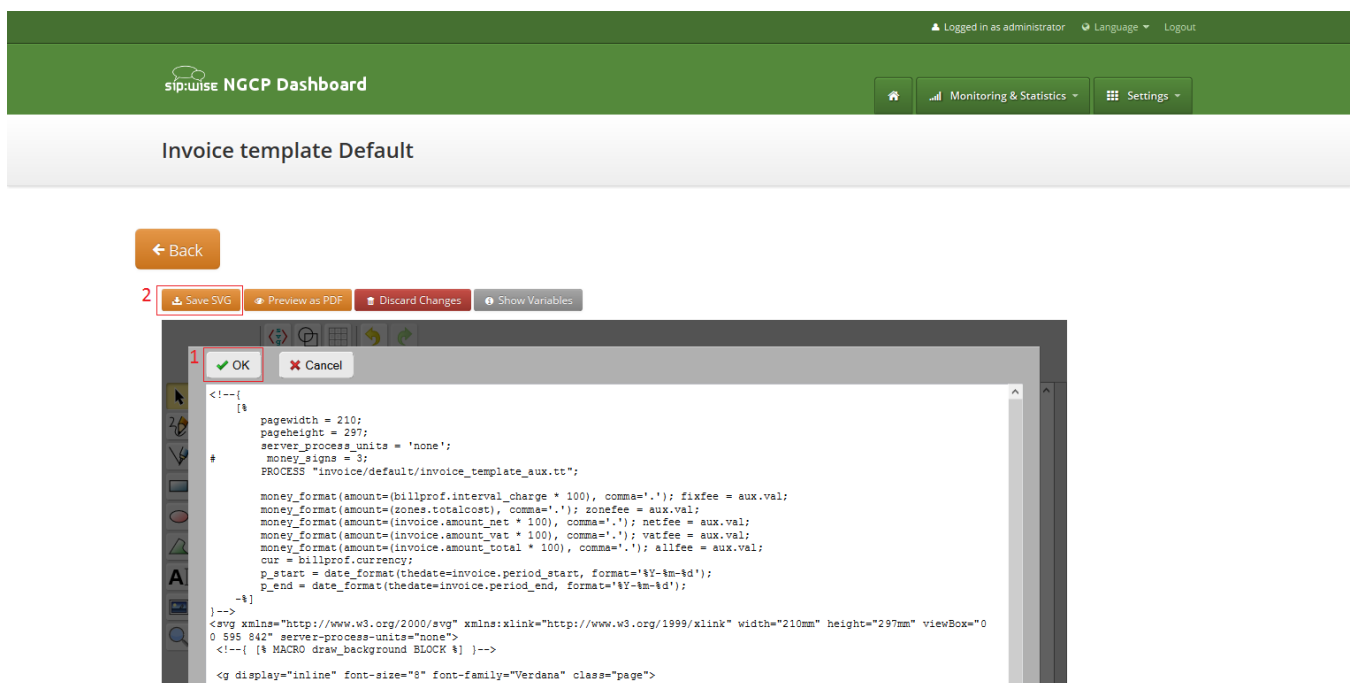 Logged in as administrator Language Logout
sip:wise NGCP Dashboard
Monitoring & Statistics Settings
Invoice template Default
Back
2 Save SVG Preview as PDF Discard Changes Show Variables
1 OK Cancel
<!--{
[%
pagewidth = 210;
pageheight = 297;
server_process_units = 'none';
# money_signs = 3;
PROCESS "invoice/default/invoice_template_aux.tt";
money_format(amount=(billprof.interval_charge * 100), comma='.'); fixfee = aux.val;
money_format(amount=(zones.totalcost), comma='.'); zonefee = aux.val;
money_format(amount=(invoice.amount_net * 100), comma='.'); netfee = aux.val;
money_format(amount=(invoice.amount_vat * 100), comma='.'); vatfee = aux.val;
money_format(amount=(invoice.amount_total * 100), comma='.'); allfee = aux.val;
cur = billprof.currency;
p_start = date_format(thedate=invoice.period_start, format='%Y-%m-%d');
p_end = date_format(thedate=invoice.period_end, format='%Y-%m-%d');
-%]
}-->
<svg xmlns="http://www.w3.org/2000/svg" xmlns:xlink="http://www.w3.org/1999/xlink" width="210mm" height="297mm" viewBox="0
0 595 842" server-process-units="none">
<!--{ [% MACRO draw_background BLOCK %] }-->
<g display="inline" font-size="8" font-family="Verdana" class="page">